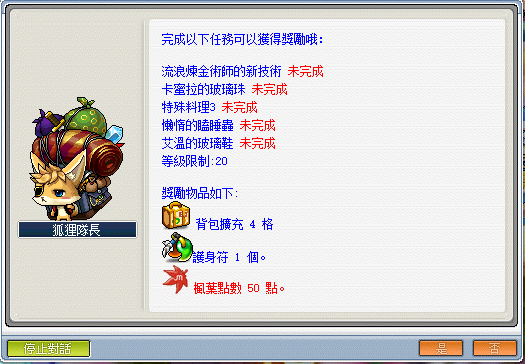 完成以下任務可以獲得獎勵哦:
流浪煉金術師的新技術 未完成
卡蜜拉的玻璃珠 未完成
特殊料理3 未完成
懶惰的瞌睡蟲 未完成
艾溫的玻璃鞋 未完成
等級限制:20
獎勵物品如下:
背包擴充 4 格
護身符 1 個。
楓葉點數 50 點。
狐狸隊長
停止對話
是
否